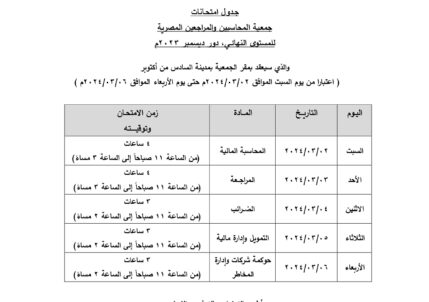 جدول امتحانات
جمعية المحاسبين والمراجعين المصرية
للمستوى النهائي، دور ديسمبر ٢٠٢٣م
والذي سيعقد بمقر الجمعية بمدينة السادس من أكتوبر
( اعتبارا من يوم السبت الموافق ٢٠٢٤/٠٣/٠٢م حتى يوم الأربعاء الموافق ٢٠٢٤/٠٣/٠٦م )
اليوم التاريخ المادة زمن الامتحان وتوقيته
السبت ٢٠٢٤/٠٣/٠٢ المحاسبة المالية ٤ ساعات
(من الساعة ١١ صباحاً إلى الساعة ٣ مساءً)
الأحد ٢٠٢٤/٠٣/٠٣ المراجعة ٤ ساعات
(من الساعة ١١ صباحاً إلى الساعة ٣ مساءً)
الاثنين ٢٠٢٤/٠٣/٠٤ الضرائب ٣ ساعات
(من الساعة ١١ صباحاً إلى الساعة ٢ مساءً)
الثلاثاء ٢٠٢٤/٠٣/٠٥ التمويل وإدارة مالية ٣ ساعات
(من الساعة ١١ صباحاً إلى الساعة ٢ مساءً)
الأربعاء ٢٠٢٤/٠٣/٠٦ حوكمة شركات وإدارة المخاطر ٣ ساعات
(من الساعة ١١ صباحاً إلى الساعة ٢ مساءً)